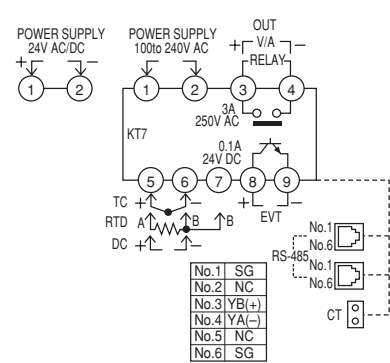 POWER SUPPLY
24V AC/DC
+ −
1 2
POWER SUPPLY
100to 240V AC
OUT
+ V/A −
RELAY
1 2 3 4
3A
250V AC
KT7
0.1A
24V DC
5 6 7 8 9
TC + −
+ EVT −
RTD A B B
DC + −
RS-485
No.1
No.6
No.1
No.6
CT
No.1 SG
No.2 NC
No.3 YB(+)
No.4 YA(−)
No.5 NC
No.6 SG